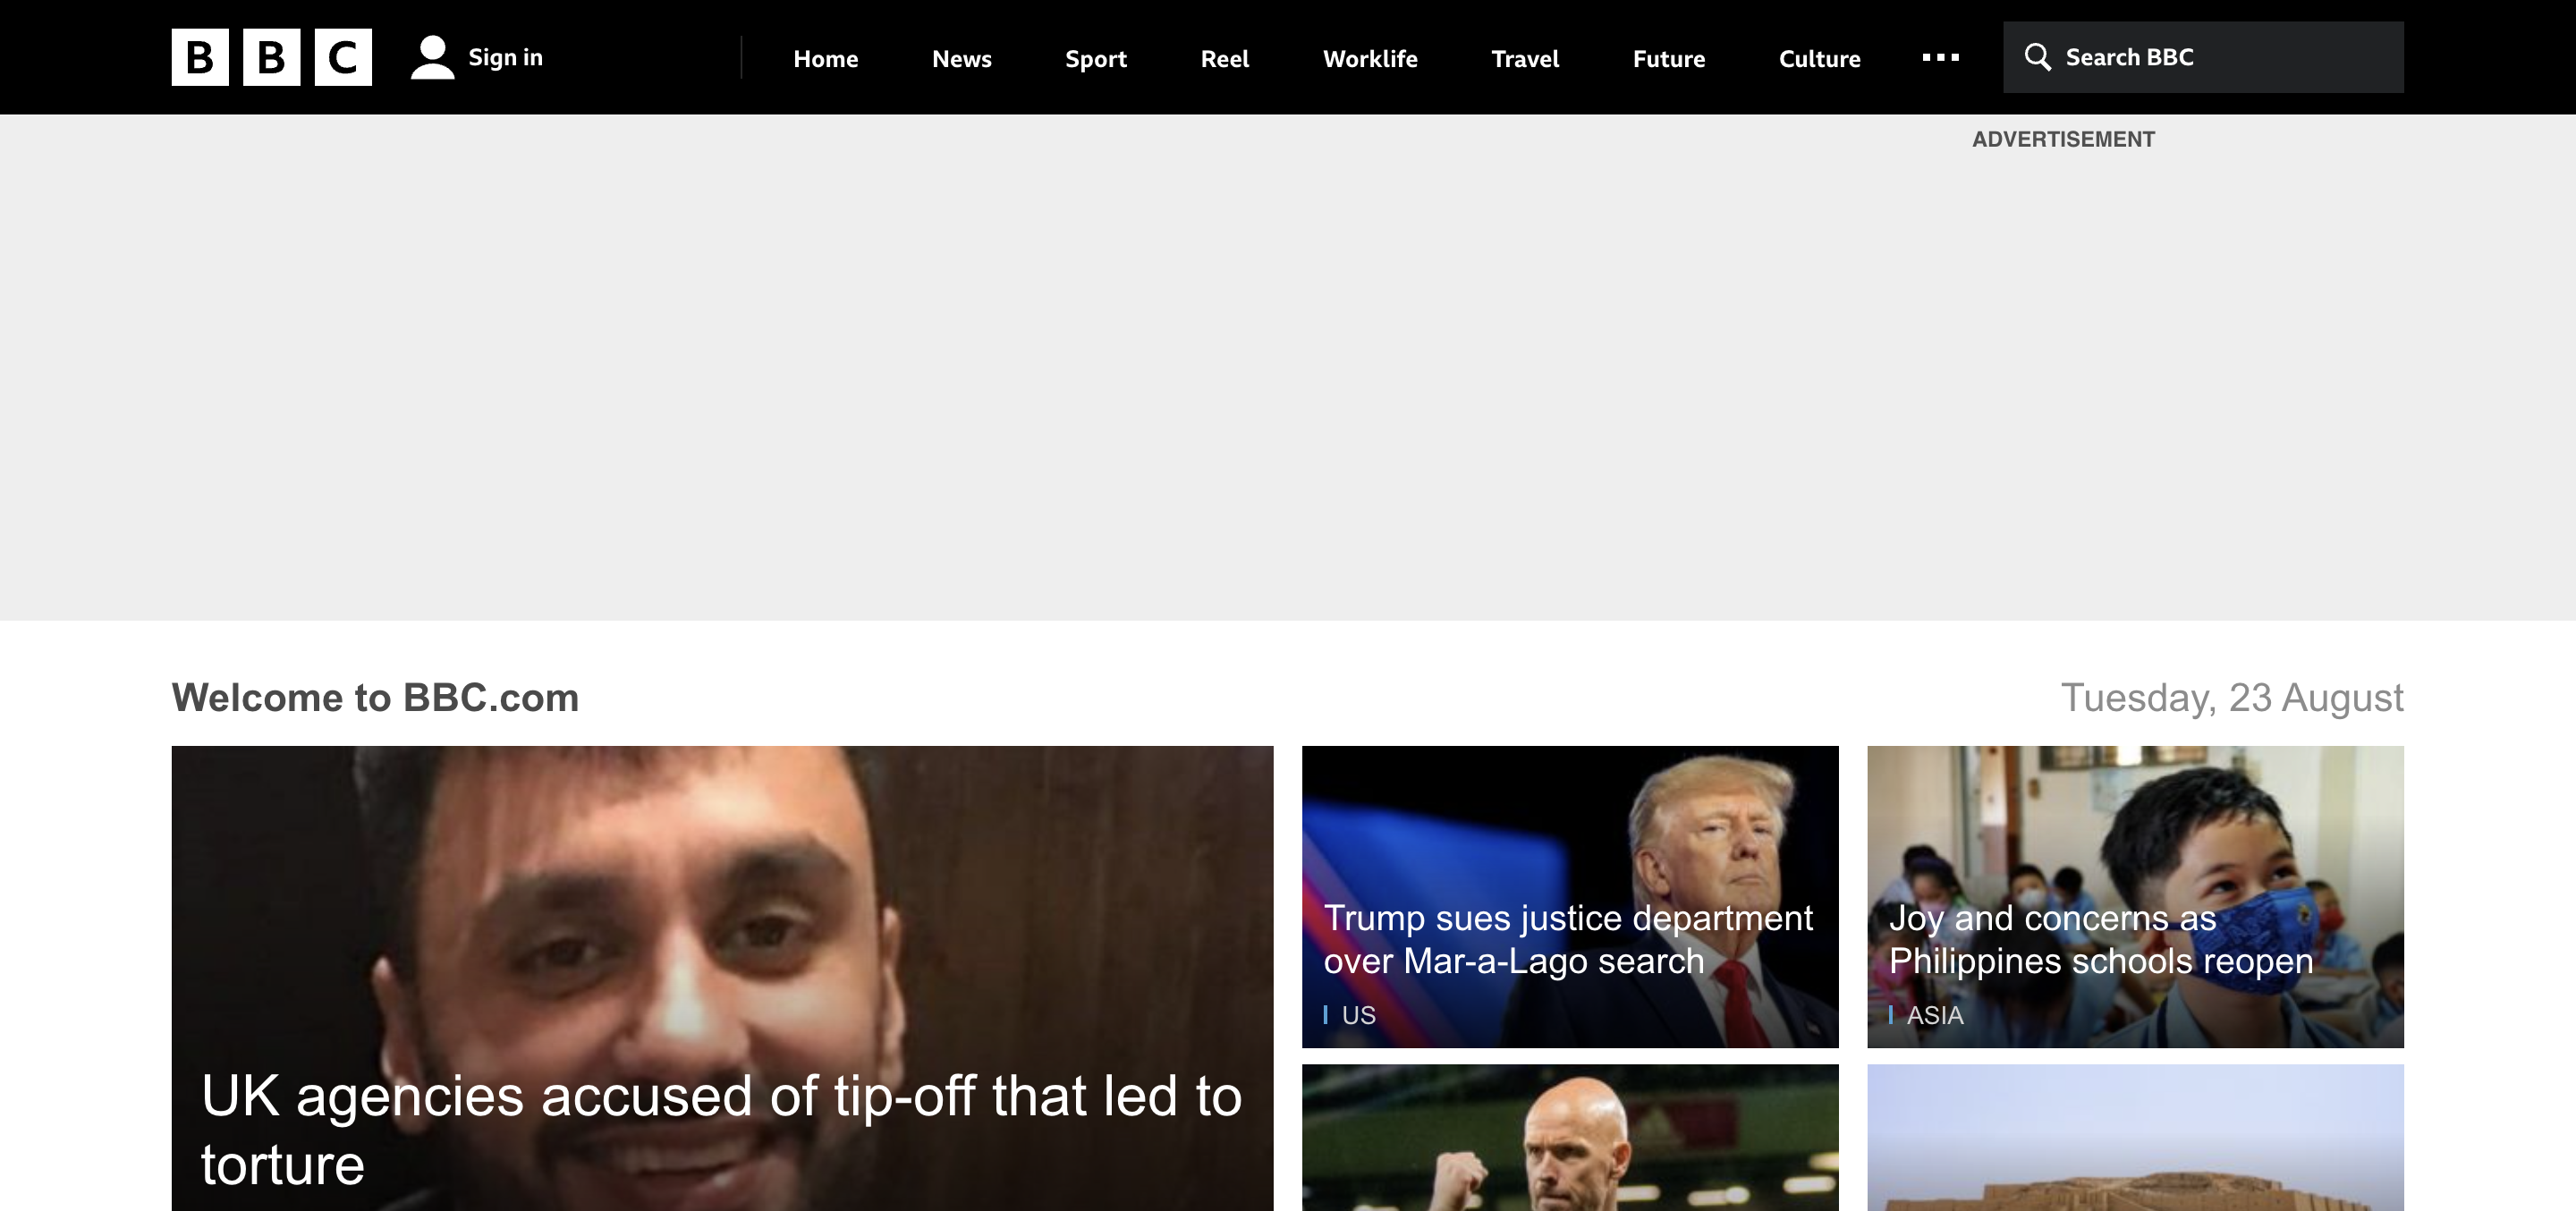 BBC
Sign in
Home
News
Sport
Reel
Worklife
Travel
Future
Culture
Search BBC
ADVERTISEMENT
Welcome to BBC.com
Tuesday, 23 August
UK agencies accused of tip-off that led to
torture
Trump sues justice department
over Mar-a-Lago search
US
Joy and concerns as
Philippines schools reopen
ASIA